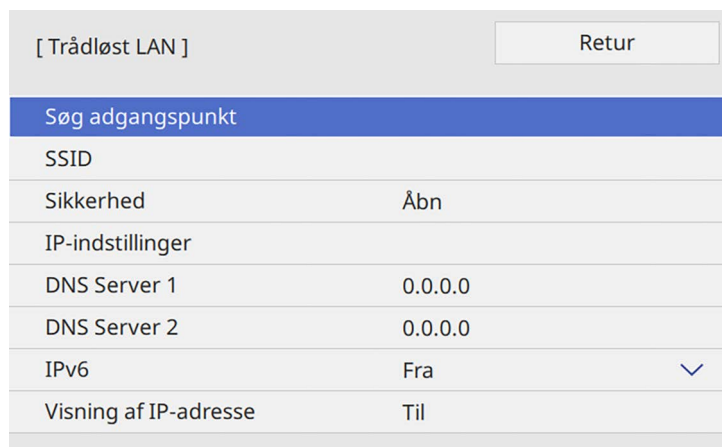 [ Trådløst LAN ] Retur
Søg adgangspunkt
SSID
Sikkerhed Åbn
IP-indstillinger
DNS Server 1 0.0.0.0
DNS Server 2 0.0.0.0
IPv6 Fra
Visning af IP-adresse Til